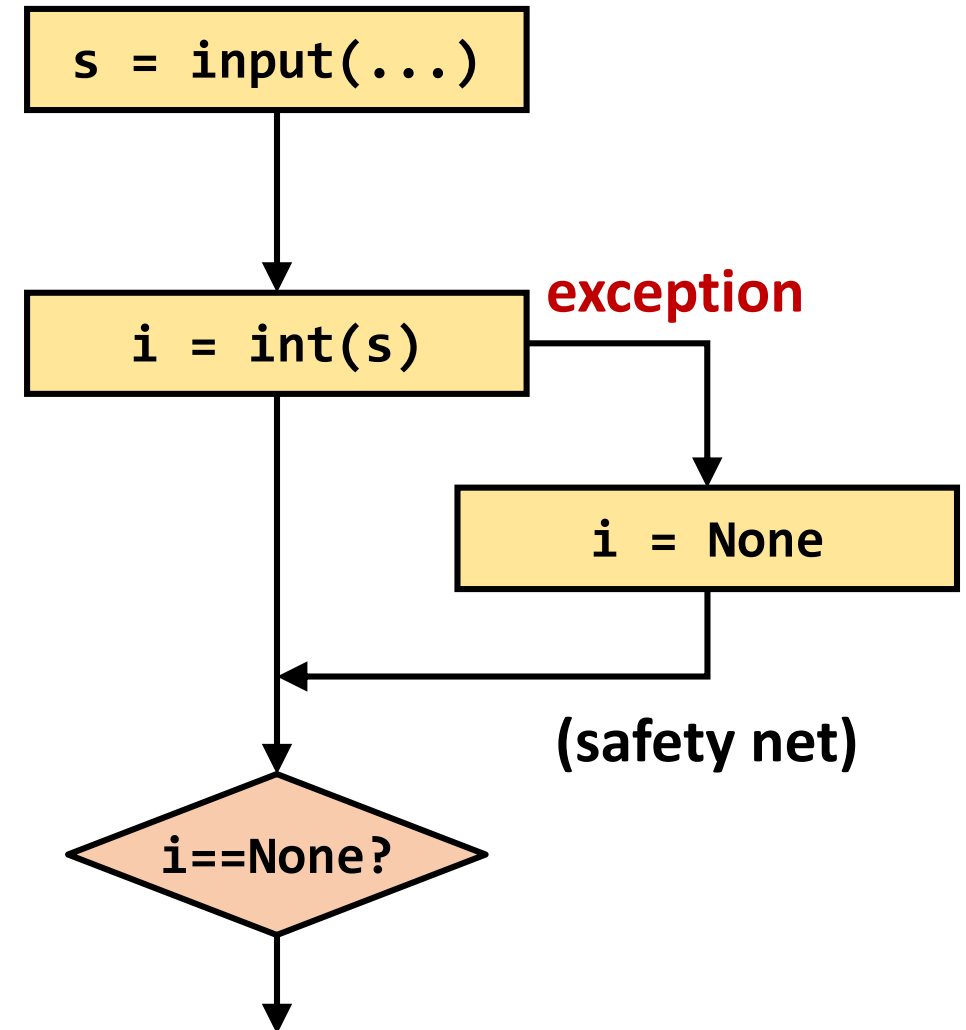 s = input(...)
exception
i = int(s)
i = None
(safety net)
i==None?